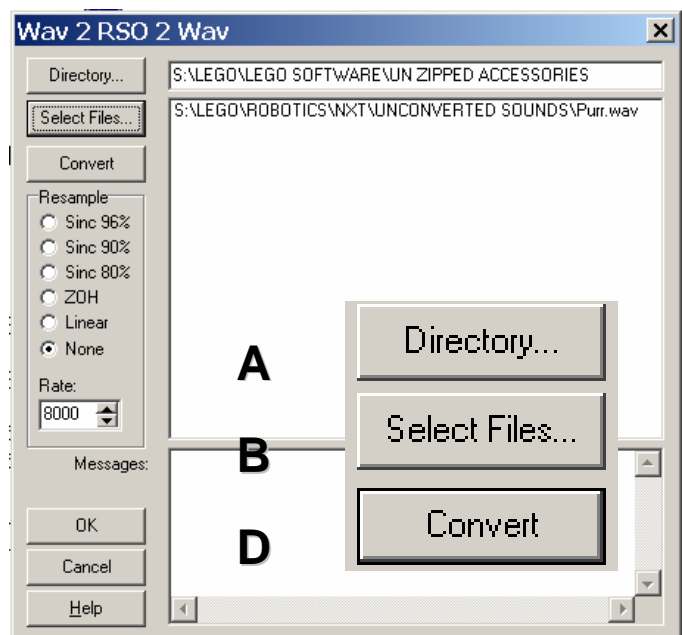 Wav 2 RSO 2 Wav
Directory...
S:\LEGO\LEGO SOFTWARE\UN ZIPPED ACCESSORIES
Select Files...
S:\LEGO\ROBOTICS\NXT\UNCONVERTED SOUNDS\Purr.wav
Convert
Resample
Sinc 96%
Sinc 90%
Sinc 80%
ZOH
Linear
None
Rate:
8000
Messages:
OK
Cancel
Help
A Directory...
B Select Files...
D Convert